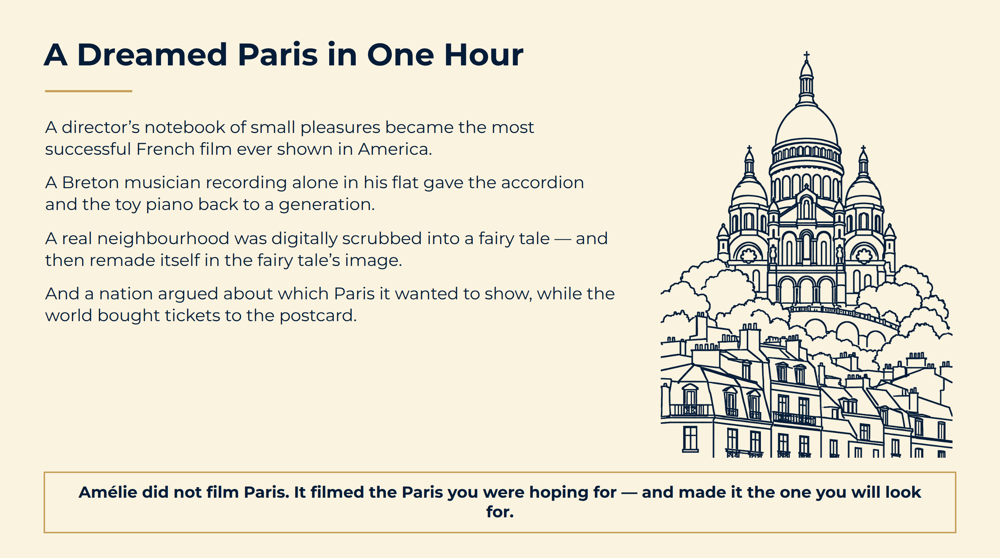 A Dreamed Paris in One Hour
A director’s notebook of small pleasures became the most
successful French film ever shown in America.
A Breton musician recording alone in his flat gave the accordion
and the toy piano back to a generation.
A real neighbourhood was digitally scrubbed into a fairy tale — and
then remade itself in the fairy tale’s image.
And a nation argued about which Paris it wanted to show, while the
world bought tickets to the postcard.
Amélie did not film Paris. It filmed the Paris you were hoping for — and made it the one you will look
for.